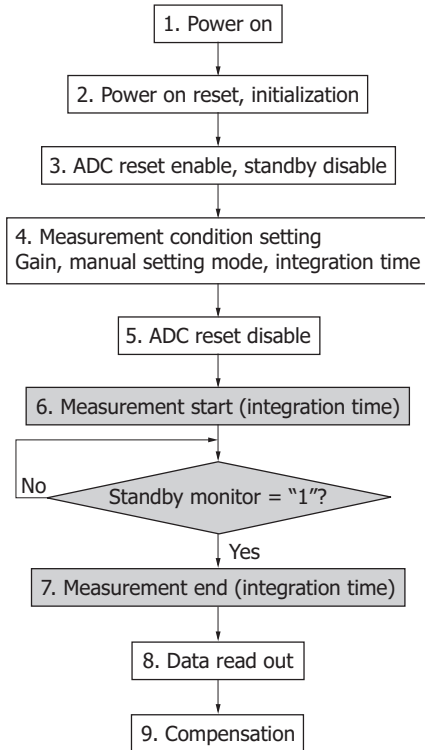 1. Power on
2. Power on reset, initialization
3. ADC reset enable, standby disable
4. Measurement condition setting
Gain, manual setting mode, integration time
5. ADC reset disable
6. Measurement start (integration time)
No
Standby monitor = “1”?
Yes
7. Measurement end (integration time)
8. Data read out
9. Compensation